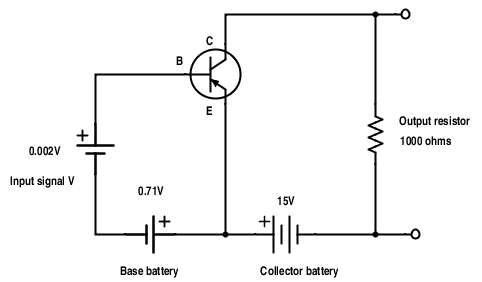 C
B
E
+
0.002V
Input signal V
Output resistor
1000 ohms
0.71V
+
15V
+
Base battery
Collector battery